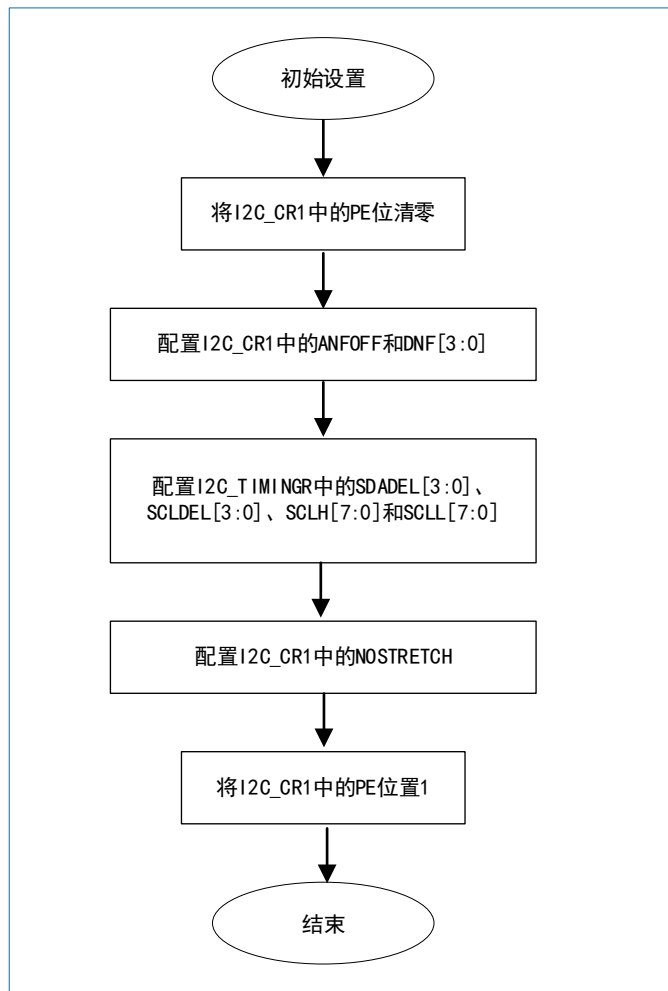 初始设置
将I2C_CR1中的PE位清零
配置I2C_CR1中的ANFOFF和DNF[3:0]
配置I2C_TIMINGR中的SDADEL[3:0]、
SCLDEL[3:0]、SCLH[7:0]和SCLL[7:0]
配置I2C_CR1中的NOSTRETCH
将I2C_CR1中的PE位置1
结束